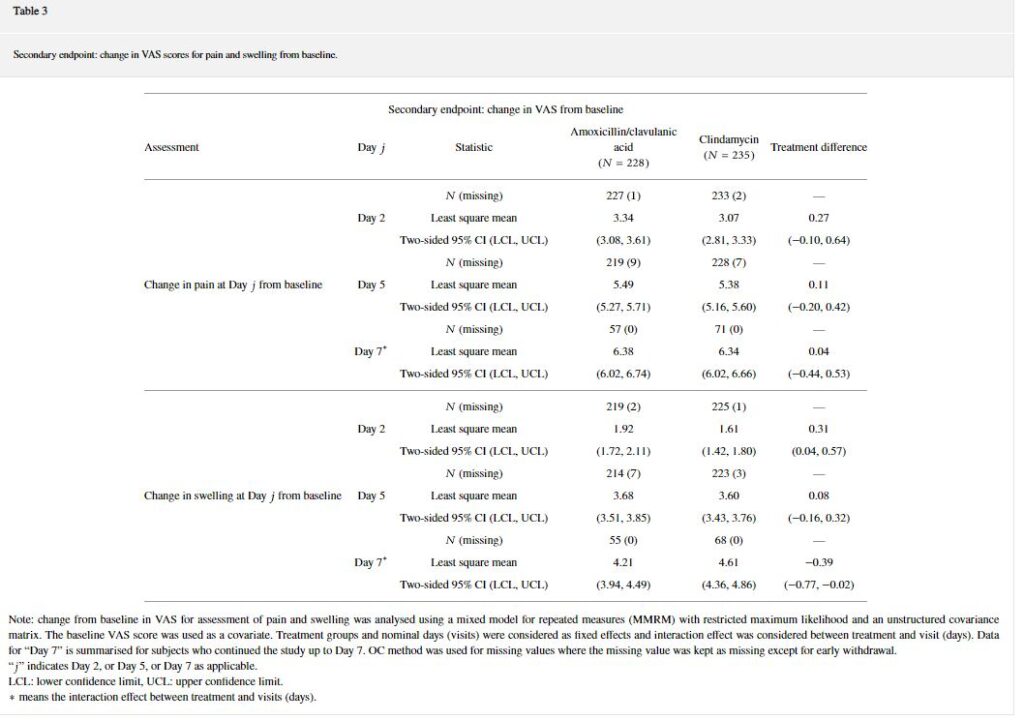 Table 3
Secondary endpoint: change in VAS scores for pain and swelling from baseline.
Secondary endpoint: change in VAS from baseline
Assessment Day j Statistic Amoxicillin/clavulanic acid (N = 228) Clindamycin (N = 235) Treatment difference
N (missing) 227 (1) 233 (2) —
Day 2 Least square mean 3.34 3.07 0.27
Two-sided 95% CI (LCL, UCL) (3.08, 3.61) (2.81, 3.33) (−0.10, 0.64)
N (missing) 219 (9) 228 (7) —
Change in pain at Day j from baseline Day 5 Least square mean 5.49 5.38 0.11
Two-sided 95% CI (LCL, UCL) (5.27, 5.71) (5.16, 5.60) (−0.20, 0.42)
N (missing) 57 (0) 71 (0) —
Day 7* Least square mean 6.38 6.34 0.04
Two-sided 95% CI (LCL, UCL) (6.02, 6.74) (6.02, 6.66) (−0.44, 0.53)
N (missing) 219 (2) 225 (1) —
Day 2 Least square mean 1.92 1.61 0.31
Two-sided 95% CI (LCL, UCL) (1.72, 2.11) (1.42, 1.80) (0.04, 0.57)
N (missing) 214 (7) 223 (3) —
Change in swelling at Day j from baseline Day 5 Least square mean 3.68 3.60 0.08
Two-sided 95% CI (LCL, UCL) (3.51, 3.85) (3.43, 3.76) (−0.16, 0.32)
N (missing) 55 (0) 68 (0) —
Day 7* Least square mean 4.21 4.61 −0.39
Two-sided 95% CI (LCL, UCL) (3.94, 4.49) (4.36, 4.86) (−0.77, −0.02)
Note: change from baseline in VAS for assessment of pain and swelling was analysed using a mixed model for repeated measures (MMRM) with restricted maximum likelihood and an unstructured covariance
matrix. The baseline VAS score was used as a covariate. Treatment groups and nominal days (visits) were considered as fixed effects and interaction effect was considered between treatment and visit (days). Data
for “Day 7” is summarised for subjects who continued the study up to Day 7. OC method was used for missing values where the missing value was kept as missing except for early withdrawal.
“j” indicates Day 2, or Day 5, or Day 7 as applicable.
LCL: lower confidence limit, UCL: upper confidence limit.
* means the interaction effect between treatment and visits (days).